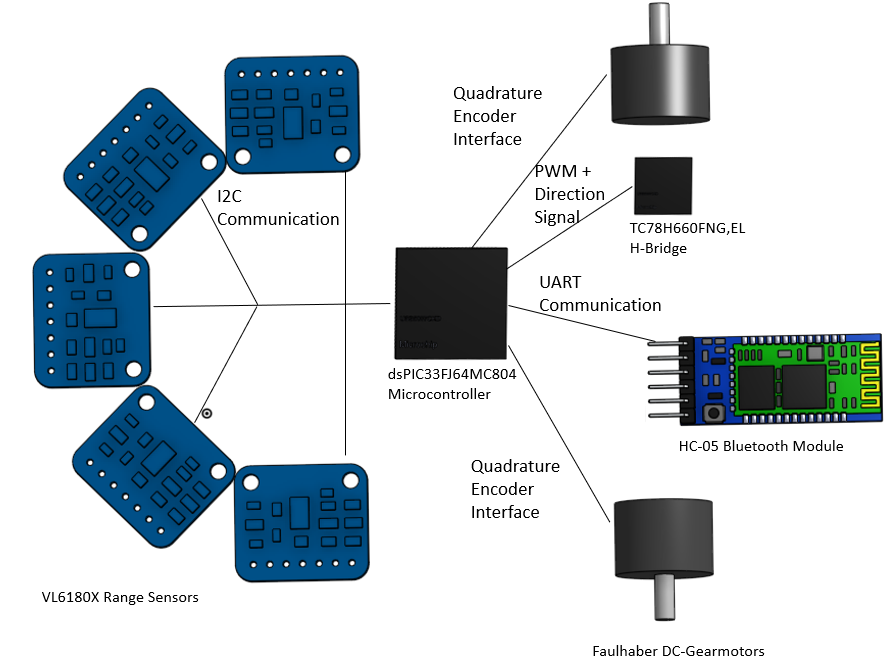 Quadrature
Encoder
Interface
PWM +
Direction
Signal
I2C
Communication
TC78H660FNG,EL
H-Bridge
UART
Communication
dsPIC33FJ64MC804
Microcontroller
HC-05 Bluetooth Module
Quadrature
Encoder
Interface
VL6180X Range Sensors
Faulhaber DC-Gearmotors